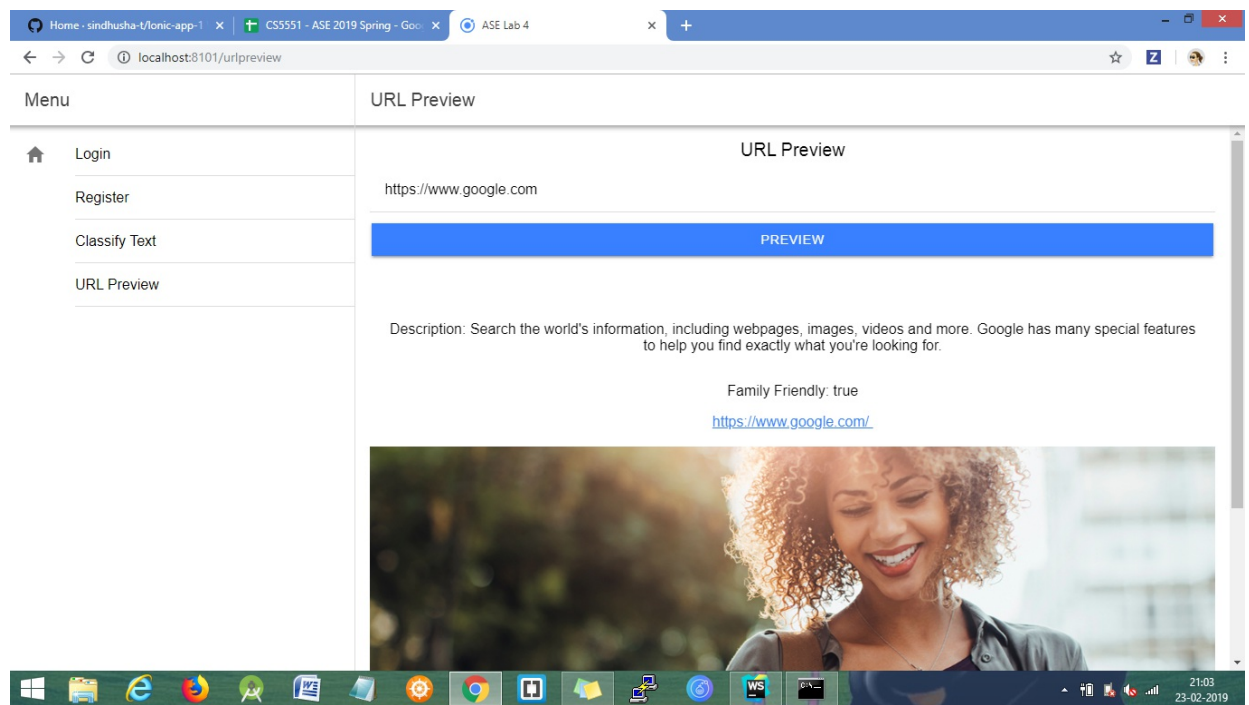 Home · sindhusha-t/Ionic-app-1
CS5551 - ASE 2019 Spring - Goo
ASE Lab 4
localhost:8101/urlpreview
Z
Menu
URL Preview
Login
Register
Classify Text
URL Preview
URL Preview
https://www.google.com
PREVIEW
Description: Search the world's information, including webpages, images, videos and more. Google has many special features
to help you find exactly what you're looking for.
Family Friendly: true
https://www.google.com/
WS
21:03
23-02-2019